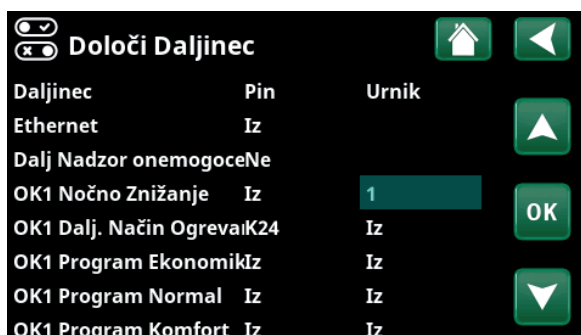 Določi Daljinec
Daljinec Pin Urnik
Ethernet Iz
Dalj Nadzor onemogoceNe
OK1 Nočno Znižanje Iz 1
OK1 Dalj. Način OgrevaK24 Iz
OK
OK1 Program EkonomikIz Iz
OK1 Program Normal Iz Iz
OK1 Program Komfort Iz Iz